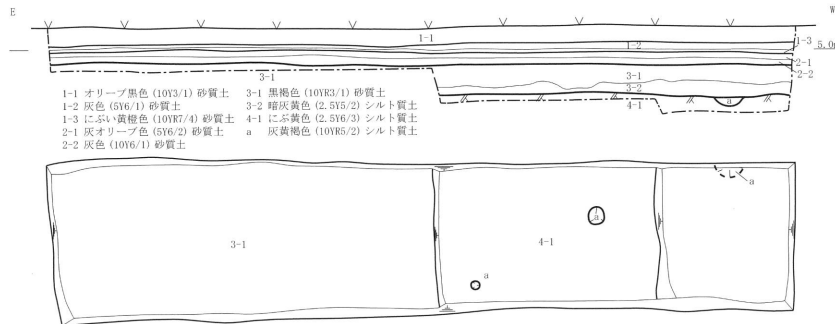 E
W
1-1
1-2
1-3
5.0m
2-1
2-2
3-1
3-1
3-2
4-1
a
1-1 オリーブ黒色 (10Y3/1) 砂質土
1-2 灰色 (5Y6/1) 砂質土
1-3 にぶい黄橙色 (10YR7/4) 砂質土
2-1 灰オリーブ色 (5Y6/2) 砂質土
2-2 灰色 (10Y6/1) 砂質土
3-1 黒褐色 (10YR3/1) 砂質土
3-2 暗灰黄色 (2.5Y5/2) シルト質土
4-1 にぶ黄色 (2.5Y6/3) シルト質土
a 灰黄褐色 (10YR5/2) シルト質土
a
a
3-1
4-1
a